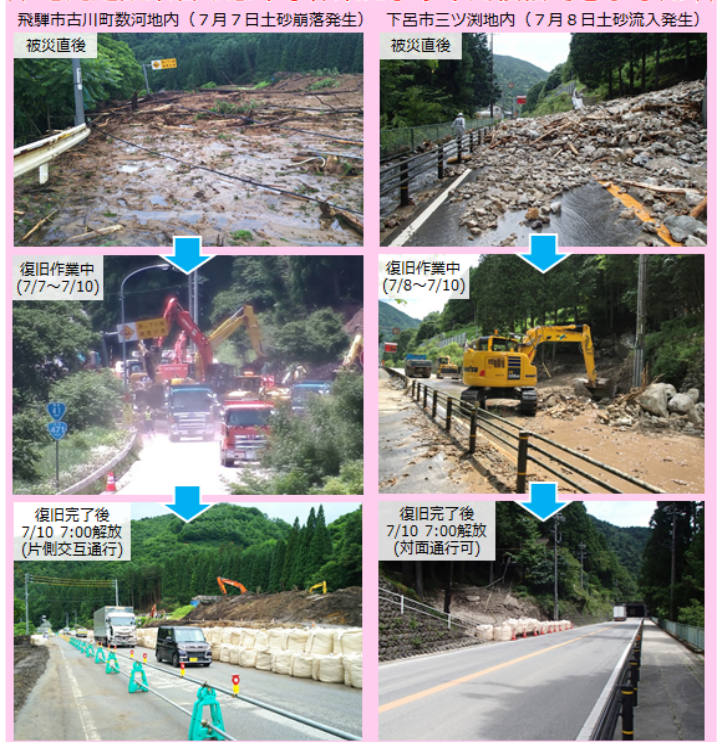 飛騨市古川町数河地内（７月７日土砂崩落発生）
下呂市三ツ渕地内（７月８日土砂流入発生）
被災直後
被災直後
復旧作業中
(7/7～7/10)
復旧作業中
(7/8～7/10)
41
471
復旧完了後
7/10 7:00解放
(片側交互通行)
復旧完了後
7/10 7:00解放
(対面通行可)